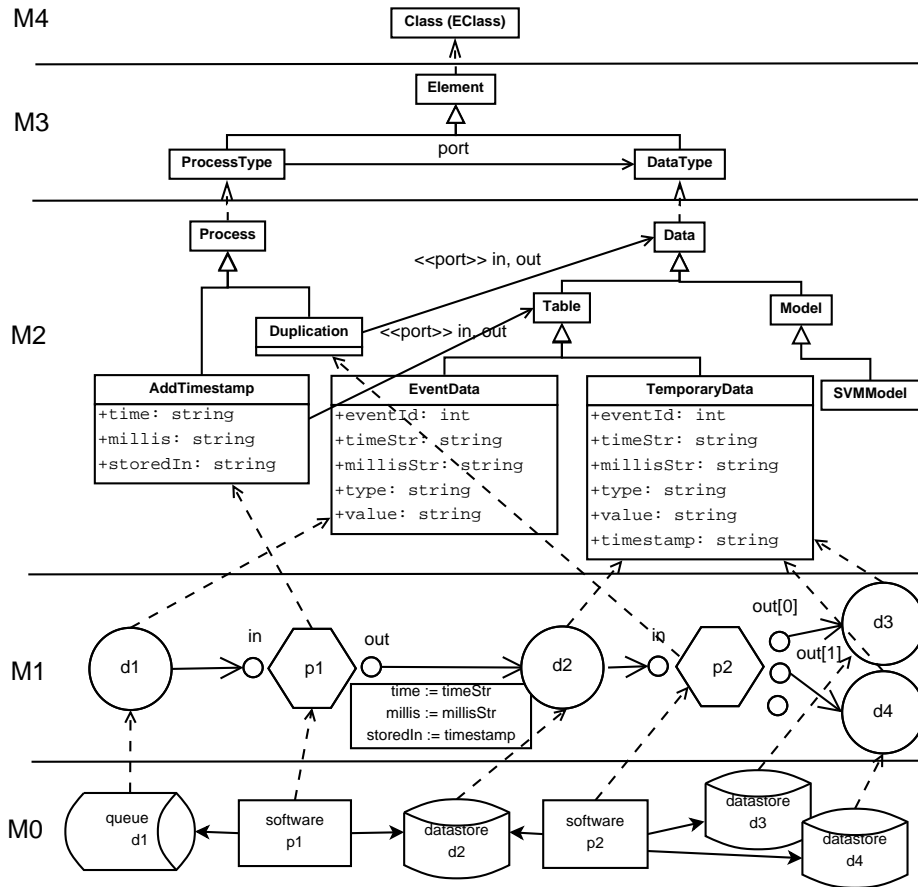 M4
Class (EClass)
Element
M3
port
ProcessType
DataType
Process
Data
<<port>> in, out
Table
Model
Duplication
<<port>> in, out
M2
AddTimestamp
+time: string
+millis: string
+storedIn: string
EventData
+eventId: int
+timeStr: string
+millisStr: string
+type: string
+value: string
TemporaryData
+eventId: int
+timeStr: string
+millisStr: string
+type: string
+value: string
+timestamp: string
SVMModel
M1
d1
in
p1
out
d2
in
p2
out[0]
out[1]
d3
d4
time := timeStr
millis := millisStr
storedIn := timestamp
M0
queue
d1
software
p1
datastore
d2
software
p2
datastore
d3
datastore
d4